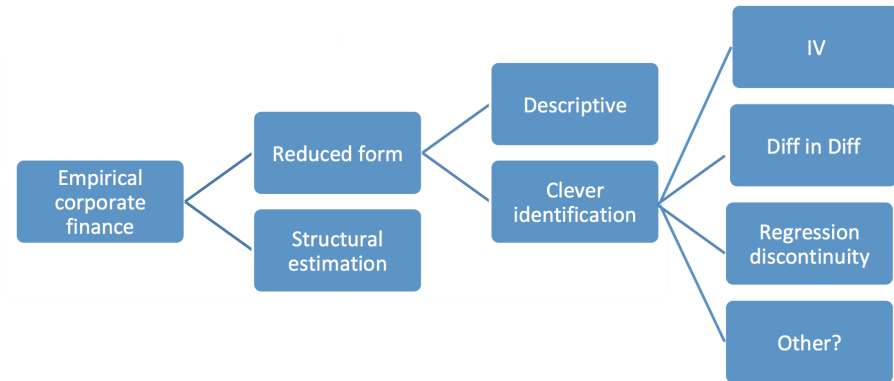 Empirical
corporate
finance
Reduced form
Structural
estimation
Descriptive
Clever
identification
IV
Diff in Diff
Regression
discontinuity
Other?